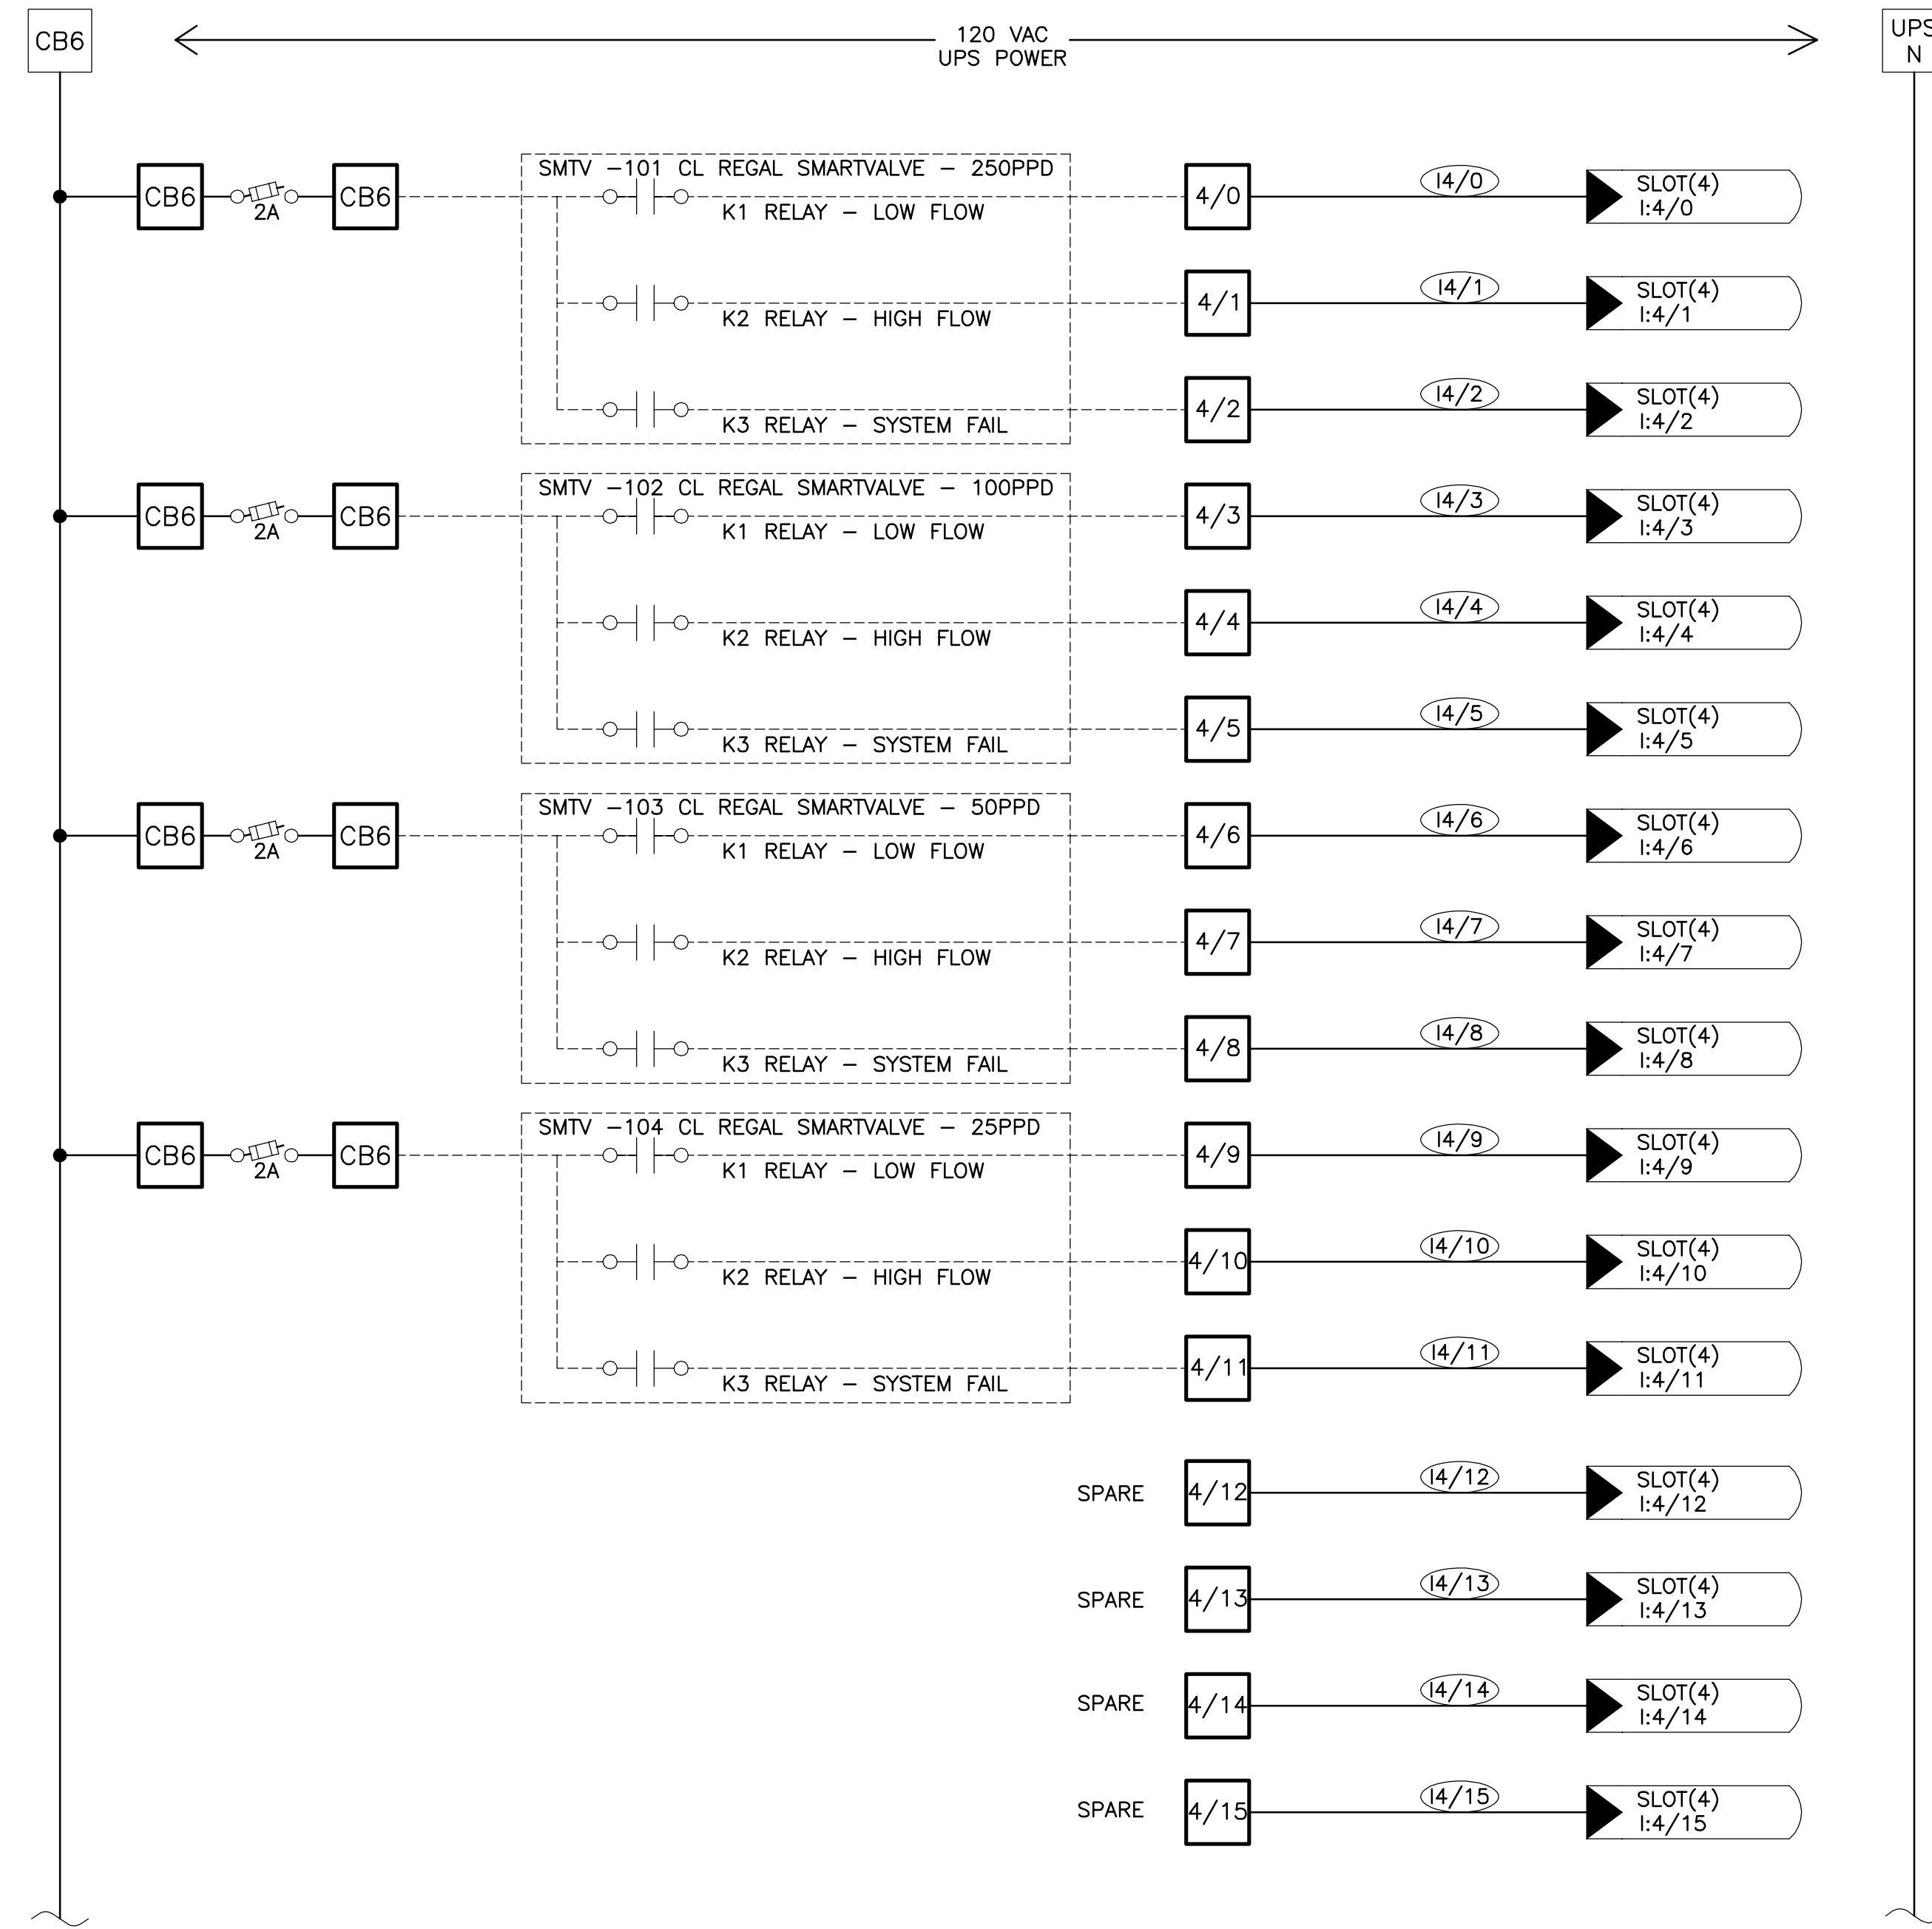 CB6
120 VAC
UPS POWER
UPS
N
SMTV -101 CL REGAL SMARTVALVE - 250PPD
CB6
2A
CB6
K1 RELAY - LOW FLOW
4/0
I4/0
SLOT(4)
I:4/0
K2 RELAY - HIGH FLOW
4/1
I4/1
SLOT(4)
I:4/1
K3 RELAY - SYSTEM FAIL
4/2
I4/2
SLOT(4)
I:4/2
SMTV -102 CL REGAL SMARTVALVE - 100PPD
CB6
2A
CB6
K1 RELAY - LOW FLOW
4/3
I4/3
SLOT(4)
I:4/3
K2 RELAY - HIGH FLOW
4/4
I4/4
SLOT(4)
I:4/4
K3 RELAY - SYSTEM FAIL
4/5
I4/5
SLOT(4)
I:4/5
SMTV -103 CL REGAL SMARTVALVE - 50PPD
CB6
2A
CB6
K1 RELAY - LOW FLOW
4/6
I4/6
SLOT(4)
I:4/6
K2 RELAY - HIGH FLOW
4/7
I4/7
SLOT(4)
I:4/7
K3 RELAY - SYSTEM FAIL
4/8
I4/8
SLOT(4)
I:4/8
SMTV -104 CL REGAL SMARTVALVE - 25PPD
CB6
2A
CB6
K1 RELAY - LOW FLOW
4/9
I4/9
SLOT(4)
I:4/9
K2 RELAY - HIGH FLOW
4/10
I4/10
SLOT(4)
I:4/10
K3 RELAY - SYSTEM FAIL
4/11
I4/11
SLOT(4)
I:4/11
SPARE
4/12
I4/12
SLOT(4)
I:4/12
SPARE
4/13
I4/13
SLOT(4)
I:4/13
SPARE
4/14
I4/14
SLOT(4)
I:4/14
SPARE
4/15
I4/15
SLOT(4)
I:4/15